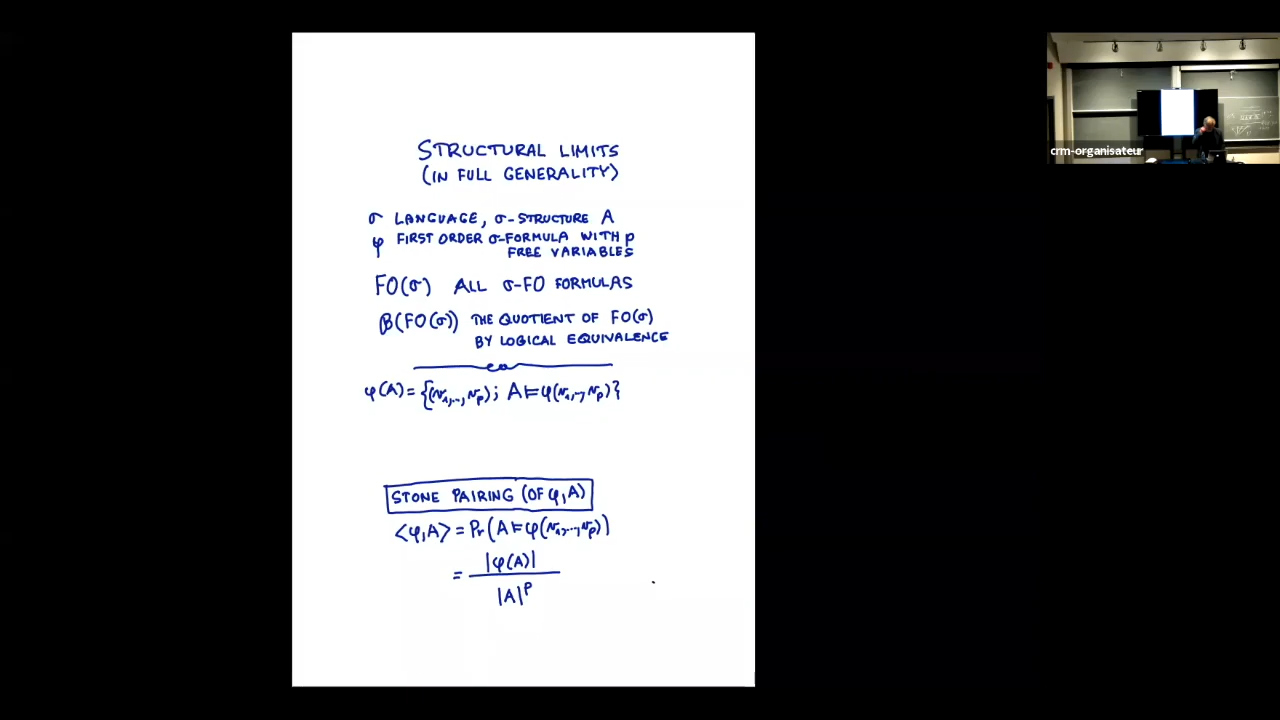 STRUCTURAL LIMITS
(IN FULL GENERALITY)
σ LANGUAGE, σ-STRUCTURE A
φ FIRST ORDER σ-FORMULA WITH p
FREE VARIABLES
FO(σ) ALL σ-FO FORMULAS
B(FO(σ)) THE QUOTIENT OF FO(σ)
BY LOGICAL EQUIVALENCE
φ(A) = {(v₁,..,vₚ); A ⊨ φ(v₁,..,vₚ)}
STONE PAIRING (OF φ, A)
<φ,A> = Pr(A ⊨ φ(v₁,...,vₚ))
= |φ(A)|
|A|ᵖ
crm-organisateur